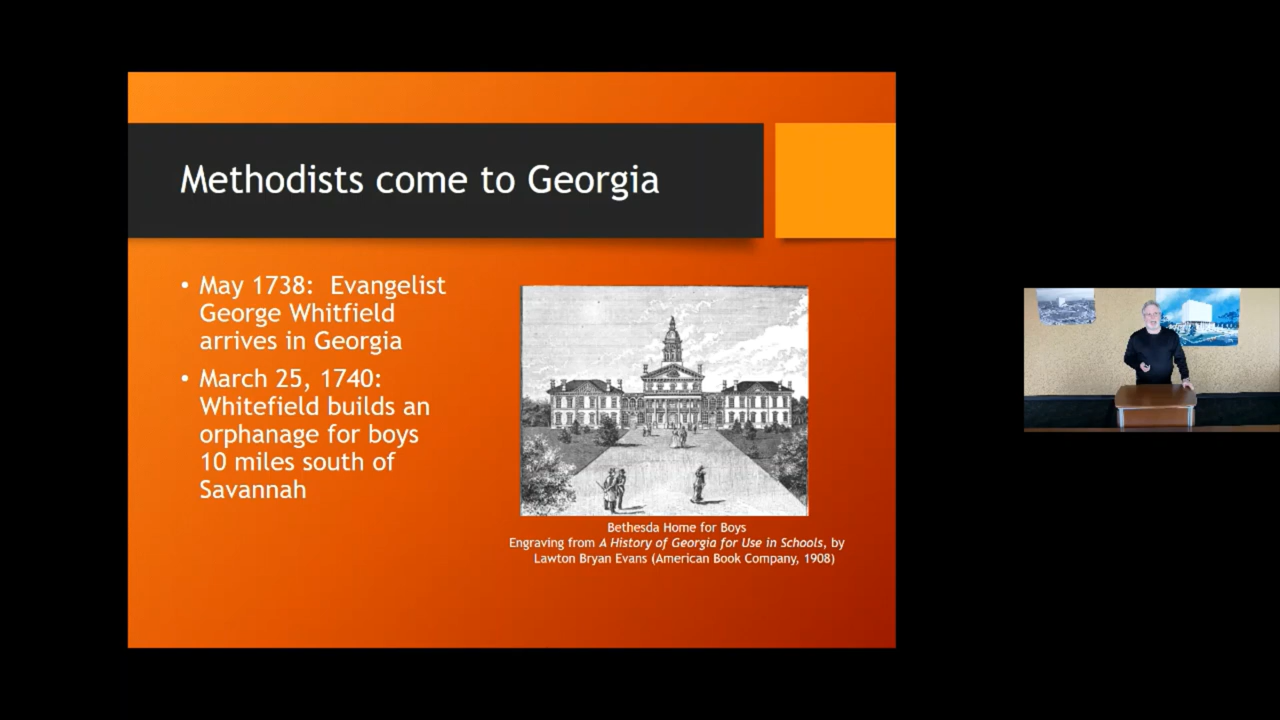 Methodists come to Georgia
• May 1738:  Evangelist
George Whitfield
arrives in Georgia
• March 25, 1740:
Whitefield builds an
orphanage for boys
10 miles south of
Savannah
Bethesda Home for Boys
Engraving from A History of Georgia for Use in Schools, by
Lawton Bryan Evans (American Book Company, 1908)